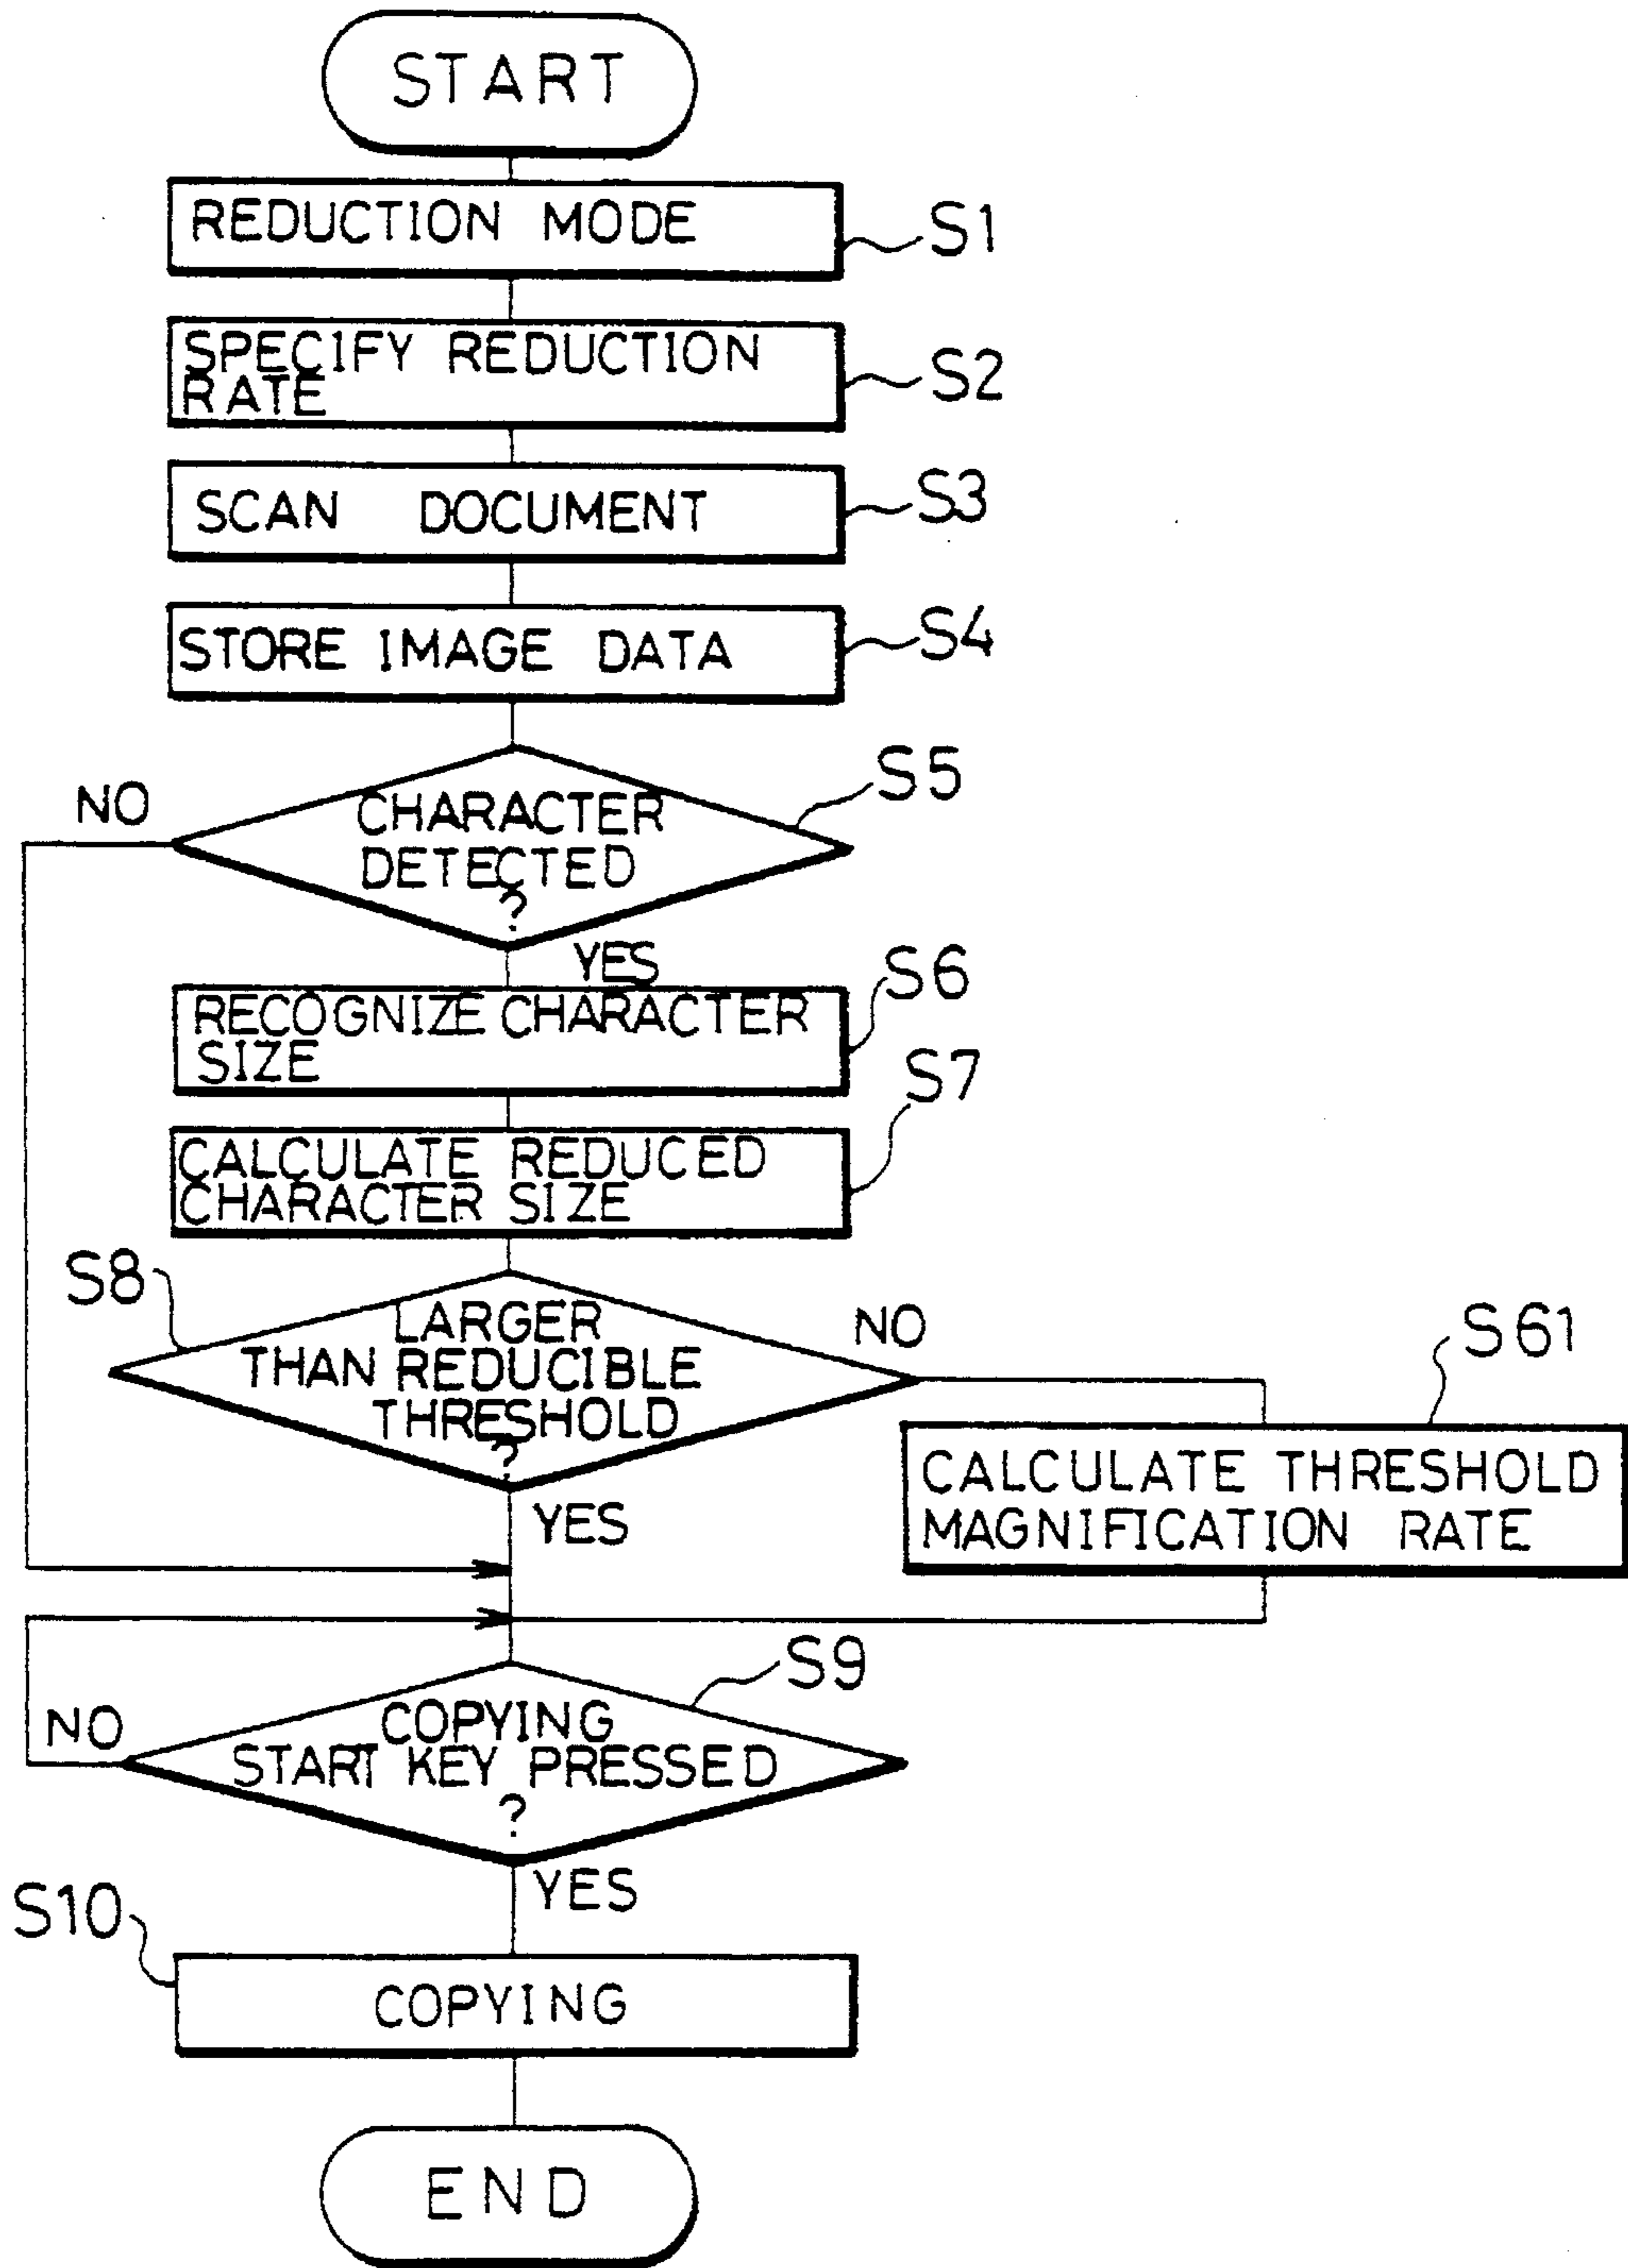 START
REDUCTION MODE
S1
SPECIFY REDUCTION
RATE
S2
SCAN DOCUMENT
S3
STORE IMAGE DATA
S4
NO
CHARACTER
DETECTED
?
S5
YES
RECOGNIZE CHARACTER
SIZE
S6
CALCULATE REDUCED
CHARACTER SIZE
S7
S8
LARGER
THAN REDUCIBLE
THRESHOLD
?
NO
S61
CALCULATE THRESHOLD
MAGNIFICATION RATE
YES
S9
NO
COPYING
START KEY PRESSED
?
YES
S10
COPYING
END